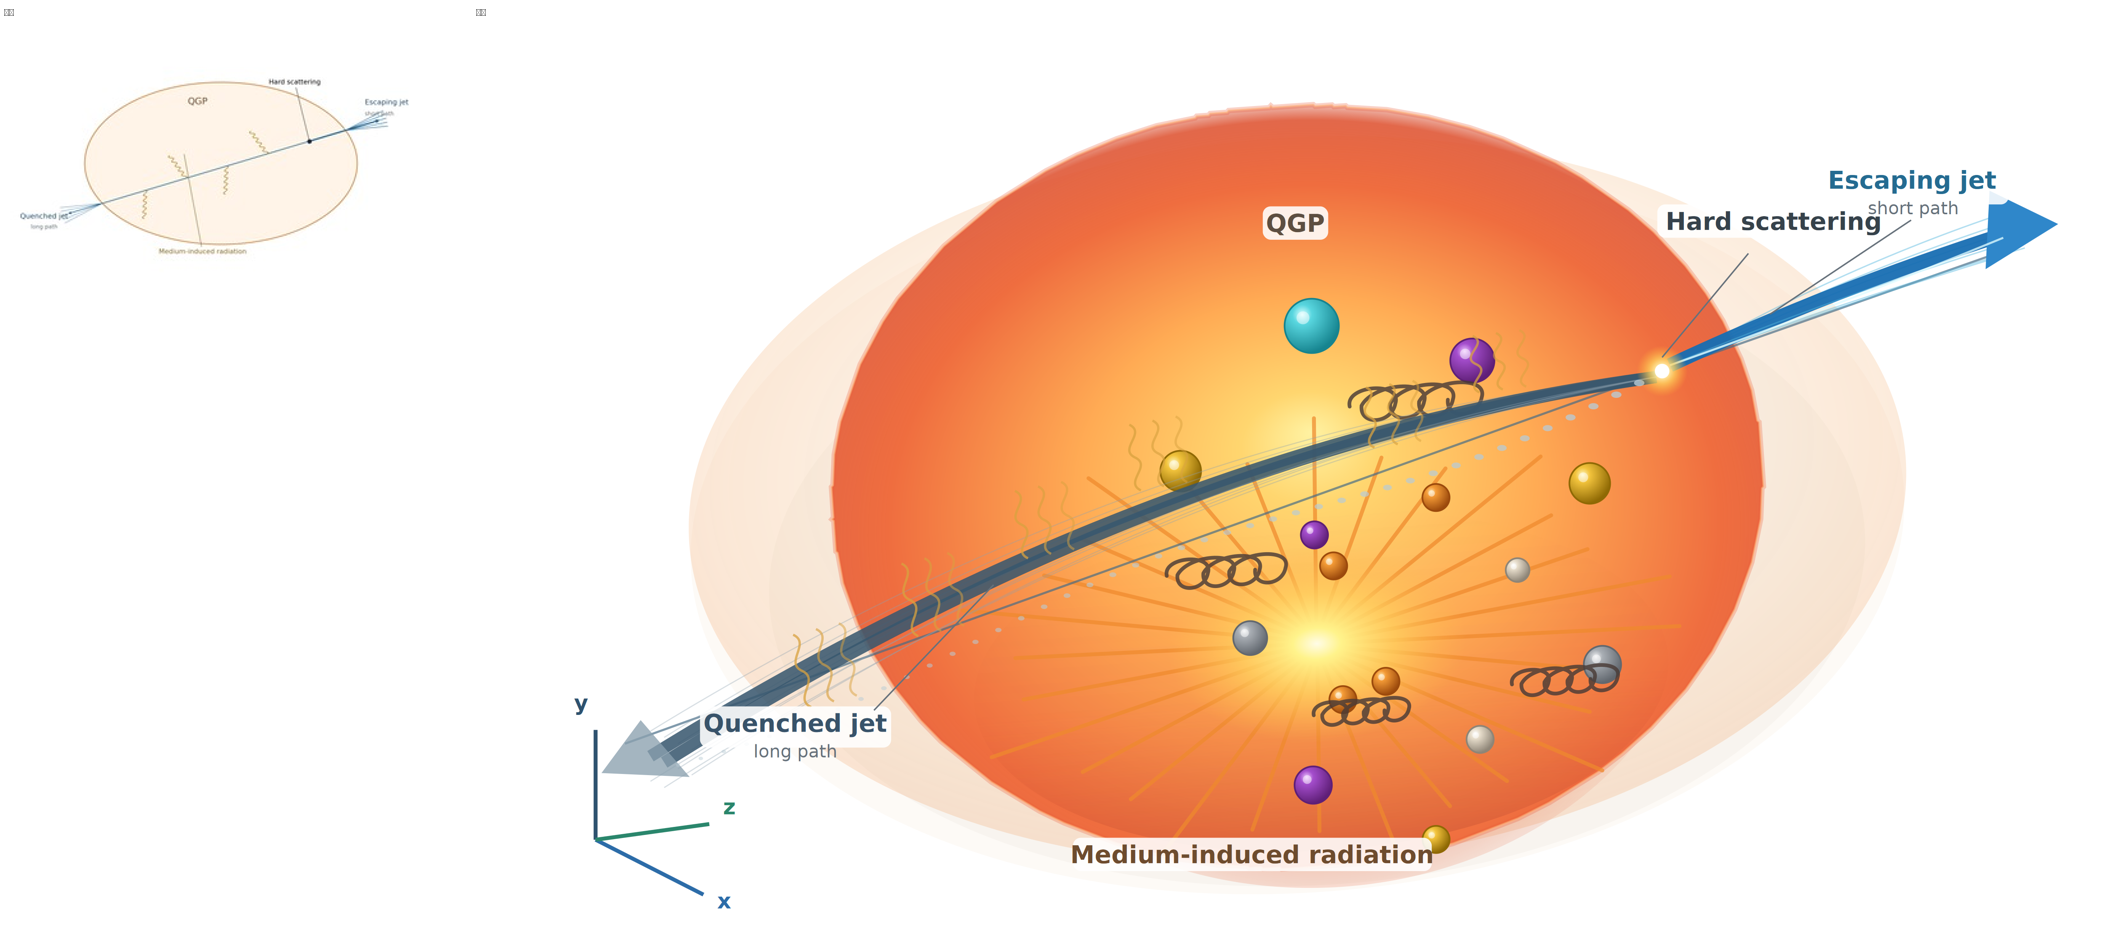 Hard scattering
QGP
Escaping jet
short path
Quenched jet
long path
Medium-induced radiation
Escaping jet
short path
Hard scattering
QGP
Quenched jet
long path
Medium-induced radiation
y
z
x